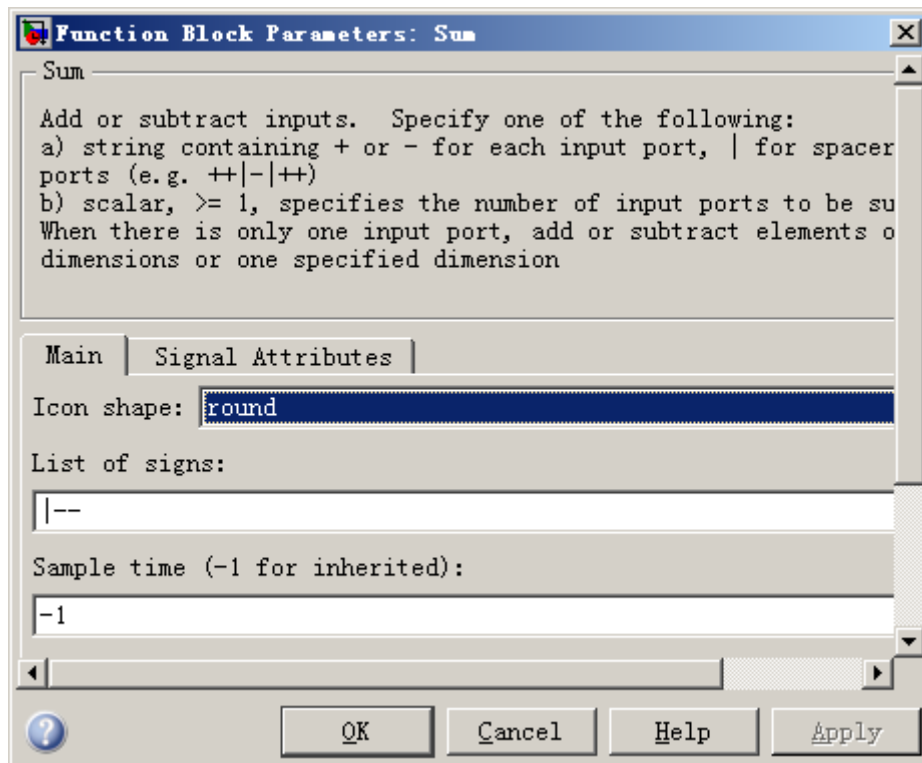 Function Block Parameters: Sum
Sum
Add or subtract inputs. Specify one of the following:
a) string containing + or - for each input port, | for spacer
ports (e.g. ++|-|++)
b) scalar, >= 1, specifies the number of input ports to be su
When there is only one input port, add or subtract elements o
dimensions or one specified dimension
Main Signal Attributes
Icon shape: round
List of signs:
|--
Sample time (-1 for inherited):
-1
? OK Cancel Help Apply